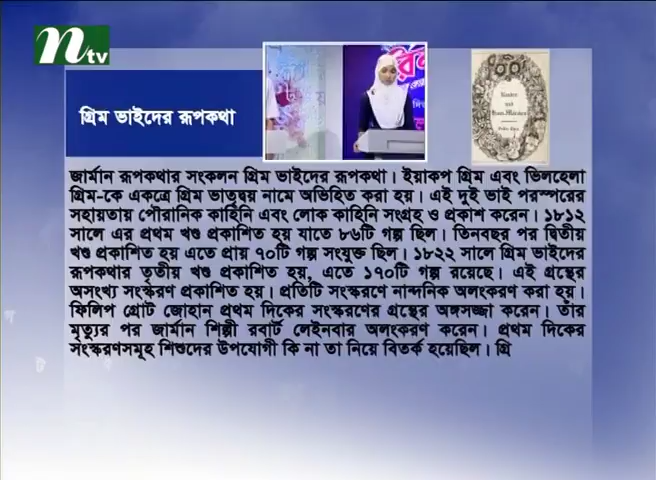 ntv
গ্রিম ভাইদের রূপকথা
Kinder
und
Haus-Märchen
জার্মান রূপকথার সংকলন গ্রিম ভাইদের রূপকথা। ইয়াকপ গ্রিম এবং ভিলহেলা
গ্রিম-কে একত্রে গ্রিম ভাতৃদ্বয় নামে অভিহিত করা হয়। এই দুই ভাই পরস্পরের
সহায়তায় পৌরানিক কাহিনি এবং লোক কাহিনি সংগ্রহ ও প্রকাশ করেন। ১৮১২
সালে এর প্রথম খণ্ড প্রকাশিত হয় যাতে ৮৬টি গল্প ছিল। তিনবছর পর দ্বিতীয়
খণ্ড প্রকাশিত হয় এতে প্রায় ৭০টি গল্প সংযুক্ত ছিল। ১৮২২ সালে গ্রিম ভাইদের
রূপকথার তৃতীয় খণ্ড প্রকাশিত হয়, এতে ১৭০টি গল্প রয়েছে। এই গ্রন্থের
অসংখ্য সংস্করণ প্রকাশিত হয়। প্রতিটি সংস্করণে নান্দনিক অলংকরণ করা হয়।
ফিলিপ গ্রোট জোহান প্রথম দিকের সংস্করণের গ্রন্থের অঙ্গসজ্জা করেন। তাঁর
মৃত্যুর পর জার্মান শিল্পী রবার্ট লেইনবার অলংকরণ করেন। প্রথম দিকের
সংস্করণসমূহ শিশুদের উপযোগী কি না তা নিয়ে বিতর্ক হয়েছিল। গ্রি